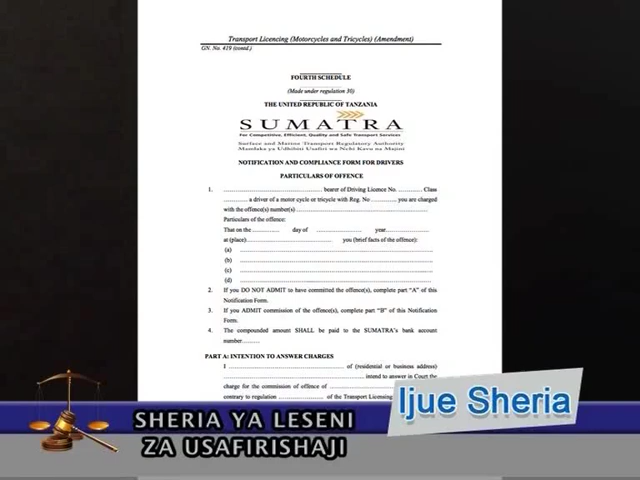 Transport Licencing (Motorcycles and Tricycles) (Amendment)
GN. No. 419 (contd.)
FOURTH SCHEDULE
(Made under regulation 30)
THE UNITED REPUBLIC OF TANZANIA
SUMATRA
For Competitive, Efficient, Quality and Safe Transport Services
Surface and Marine Transport Regulatory Authority
Mamlaka ya Udhibiti Usafiri wa Nchi Kavu na Majini
NOTIFICATION AND COMPLIANCE FORM FOR DRIVERS
PARTICULARS OF OFFENCE
1. ........................................ bearer of Driving Licence No. ............ Class
.......... a driver of a motor cycle or tricycle with Reg. No .......... you are charged
with the offence(s) number(s) ..................................................
Particulars of the offence:
That on the........... day of .................. year.................
at (place).................................. you (brief facts of the offence):
(a) ..........................................................................
(b) ..........................................................................
(c) ..........................................................................
(d) ..........................................................................
2. If you DO NOT ADMIT to have committed the offence(s), complete part "A" of this
Notification Form.
3. If you ADMIT commission of the offence(s), complete part "B" of this Notification
Form.
4. The compounded amount SHALL be paid to the SUMATRA's bank account
number.......
PART A: INTENTION TO ANSWER CHARGES
I .............................................. of (residential or business address)
.............................................. intend to answer in Court the
charge for the commission of offence of
contrary to regulation .................. of the Transport Licensing
Ijue Sheria
SHERIA YA LESENI
ZA USAFIRISHAJI